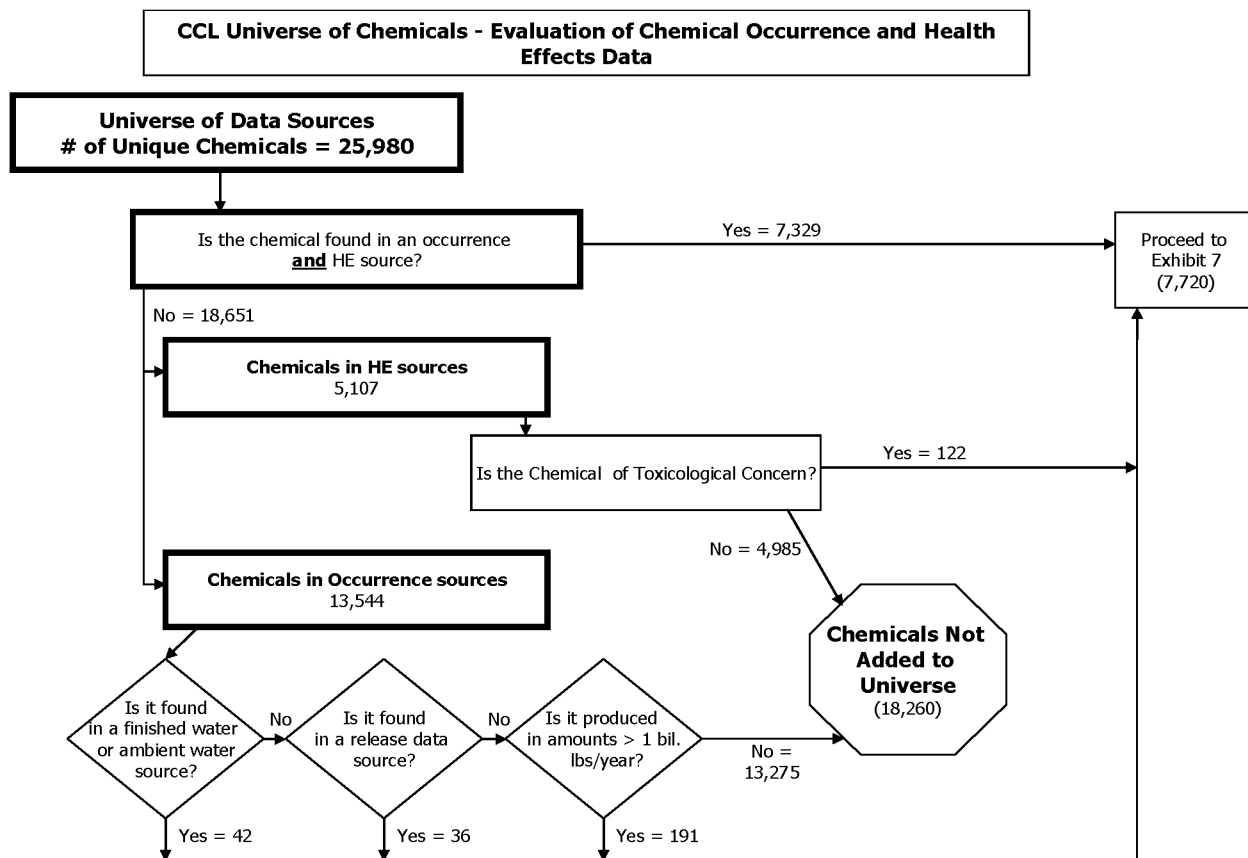 CCL Universe of Chemicals - Evaluation of Chemical Occurrence and Health
Effects Data
Universe of Data Sources
# of Unique Chemicals = 25,980
Is the chemical found in an occurrence
and HE source?
Yes = 7,329
Proceed to
Exhibit 7
(7,720)
No = 18,651
Chemicals in HE sources
5,107
Is the Chemical of Toxicological Concern?
Yes = 122
No = 4,985
Chemicals in Occurrence sources
13,544
Chemicals Not
Added to
Universe
(18,260)
Is it found
in a finished water
or ambient water
source?
No
Is it found
in a release data
source?
No
Is it produced
in amounts > 1 bil.
lbs/year?
No =
13,275
Yes = 42
Yes = 36
Yes = 191